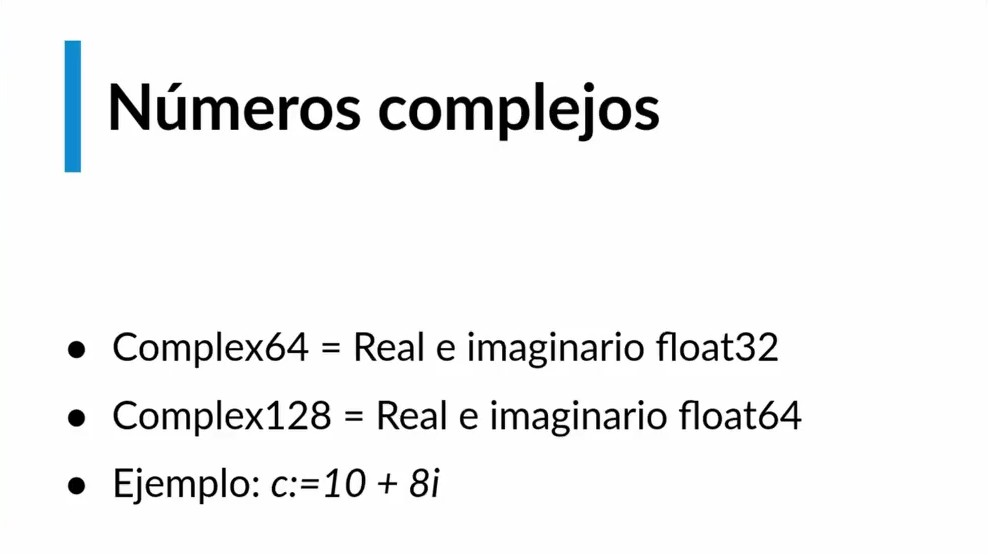 Números complejos
● Complex64 = Real e imaginario float32
● Complex128 = Real e imaginario float64
● Ejemplo: c:=10 + 8i